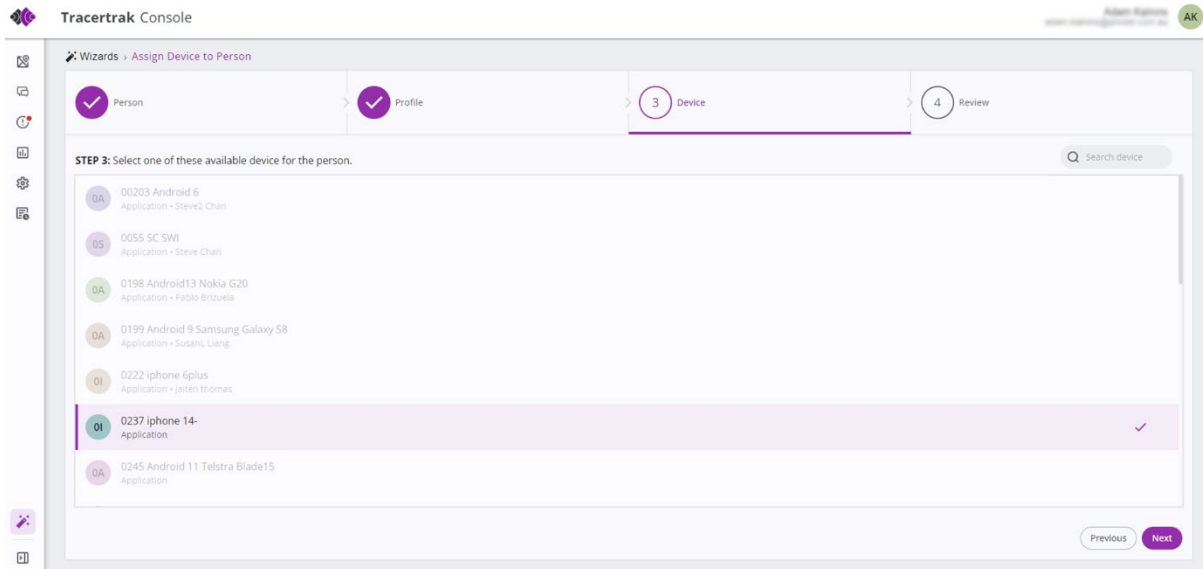 Tracertrak Console
AK
Wizards > Assign Device to Person
Person
Profile
3 Device
4 Review
STEP 3: Select one of these available device for the person.
Search device
0A
00203 Android 6
Application • Steve2 Chan
0S
0055 SC SWI
Application • Steve Chan
0A
0198 Android13 Nokia G20
Application • Pablo Brizuela
0A
0199 Android 9 Samsung Galaxy S8
Application • Susani, Liang
0I
0222 iphone 6plus
Application • jaiten thomas
0I
0237 iphone 14-
Application
0A
0245 Android 11 Telstra Blade15
Application
Previous
Next